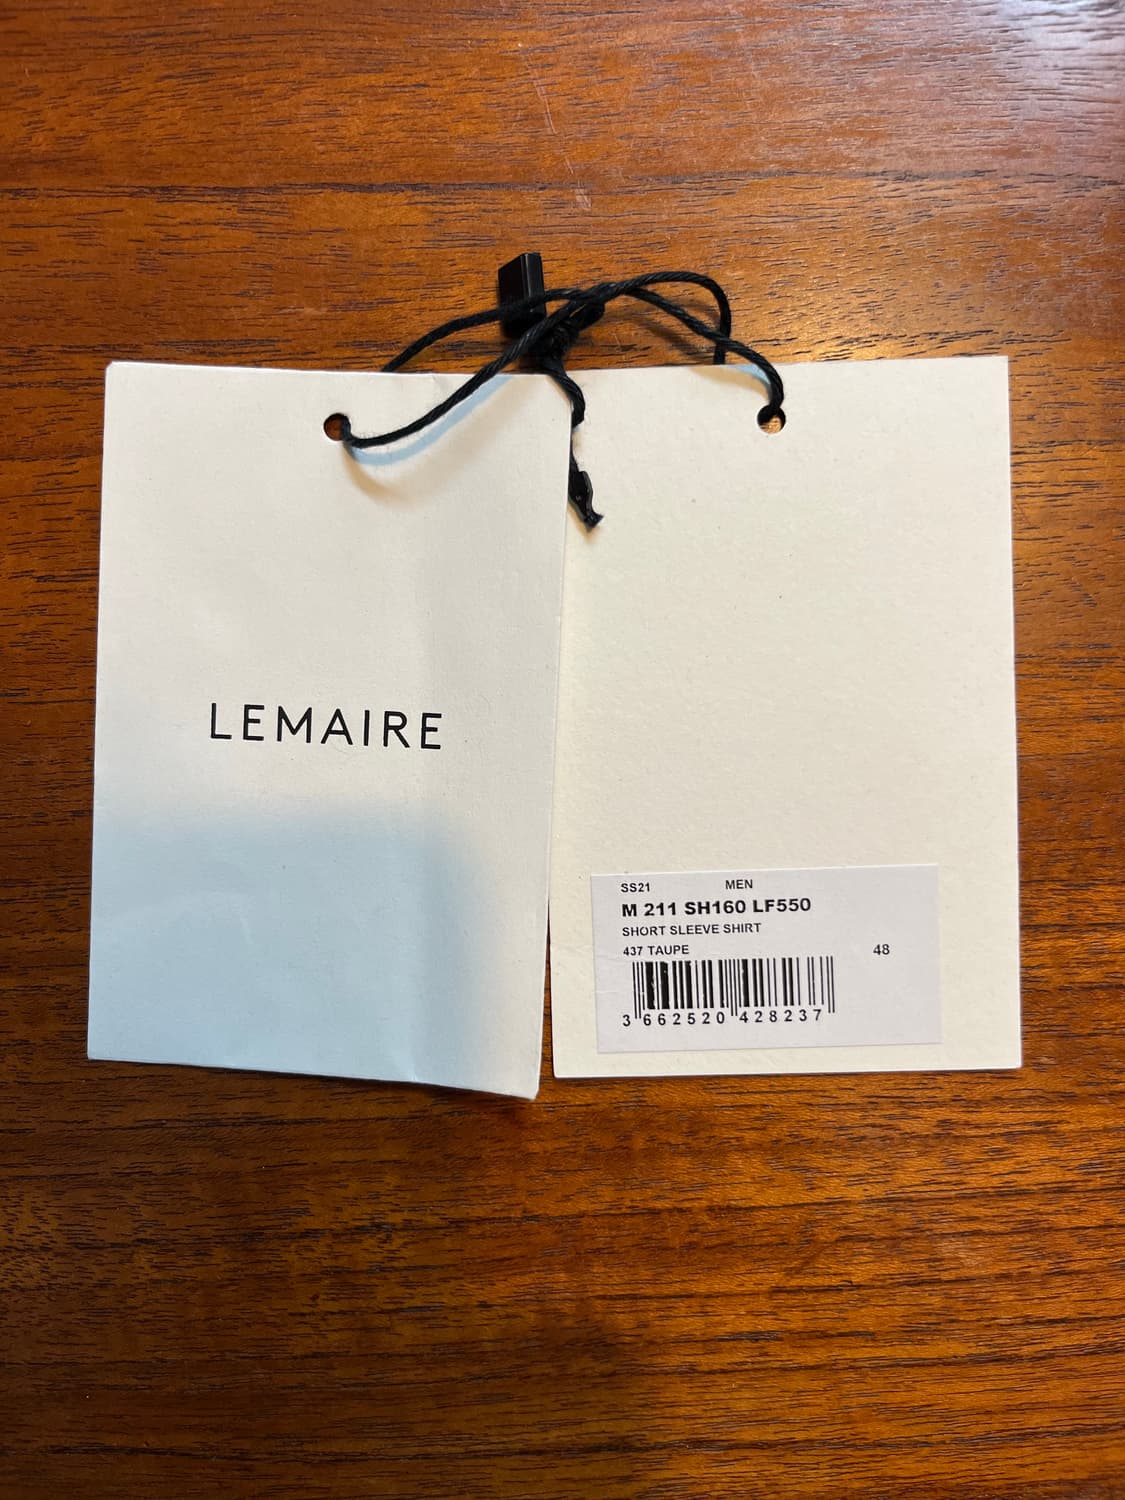 LEMAIRE
SS21 MEN
M 211 SH160 LF550
SHORT SLEEVE SHIRT
437 TAUPE 48
3 662520 428237